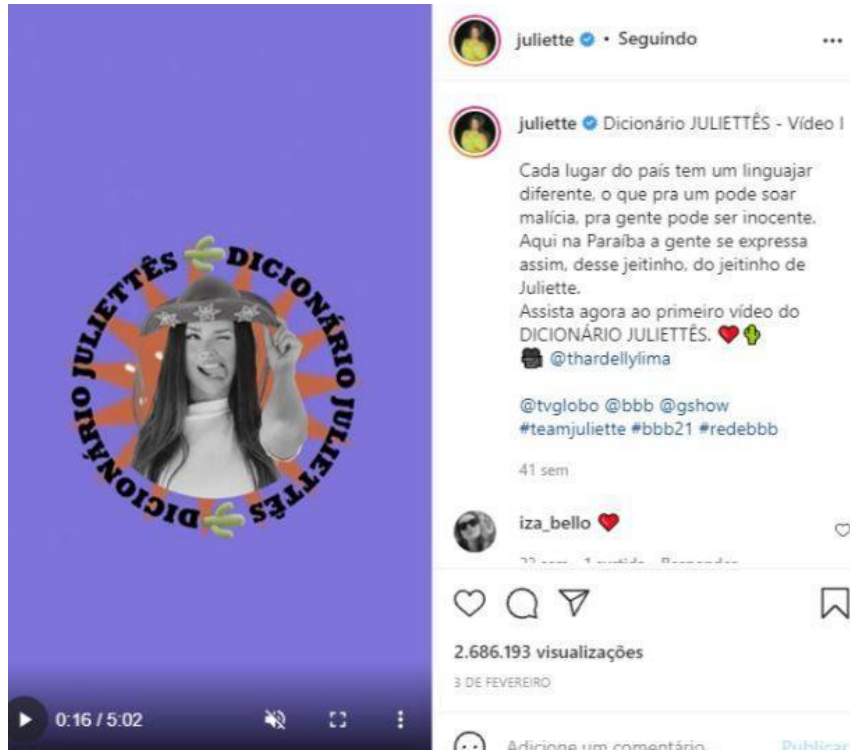 DICIONÁRIO JULIETTÊS
DICIONÁRIO JULIETTÊS
0:16 / 5:02
juliette • Seguindo
juliette Dicionário JULIETTÊS - Vídeo I
Cada lugar do país tem um linguajar
diferente, o que pra um pode soar
malícia, pra gente pode ser inocente.
Aqui na Paraíba a gente se expressa
assim, desse jeitinho, do jeitinho de
Juliette.
Assista agora ao primeiro vídeo do
DICIONÁRIO JULIETTÊS.
@thardellylima
@tvglobo @bbb @gshow
#teamjuliette #bbb21 #redebbb
41 sem
iza_bello
2.686.193 visualizações
3 DE FEVEREIRO
Adicione um comentário...
Publicar